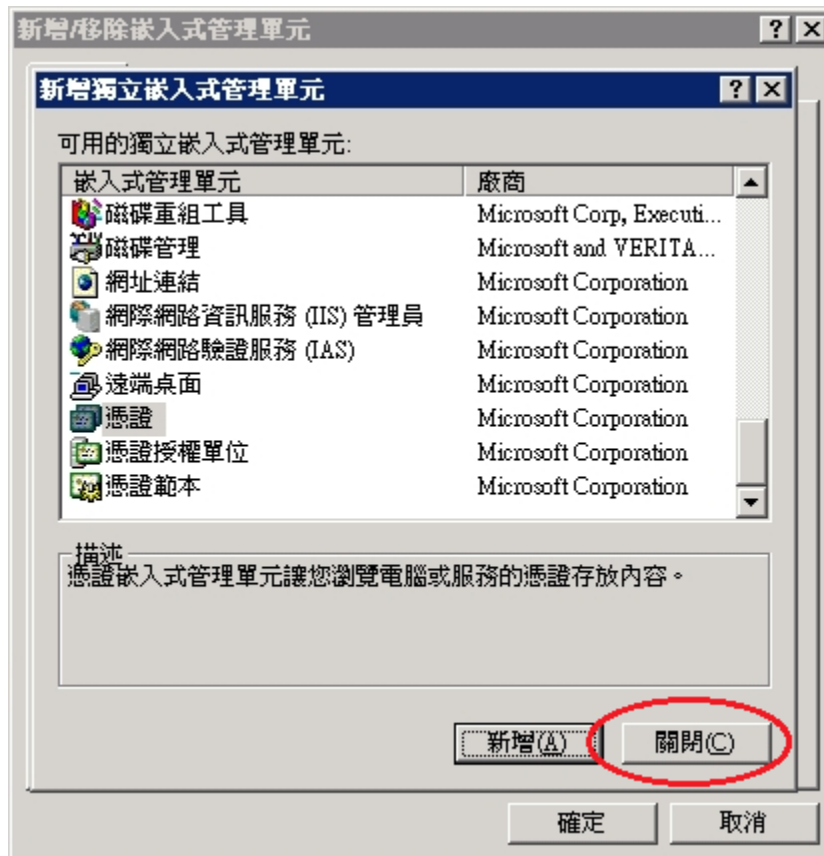 新增/移除嵌入式管理單元
新增獨立嵌入式管理單元
可用的獨立嵌入式管理單元:
嵌入式管理單元 廠商
磁碟重組工具 Microsoft Corp, Executi...
磁碟管理 Microsoft and VERITA...
網址連結 Microsoft Corporation
網際網路資訊服務 (IIS) 管理員 Microsoft Corporation
網際網路驗證服務 (IAS) Microsoft Corporation
遠端桌面 Microsoft Corporation
憑證 Microsoft Corporation
憑證授權單位 Microsoft Corporation
憑證範本 Microsoft Corporation
描述
憑證嵌入式管理單元讓您瀏覽電腦或服務的憑證存放內容。
新增(A) 關閉(C)
確定 取消